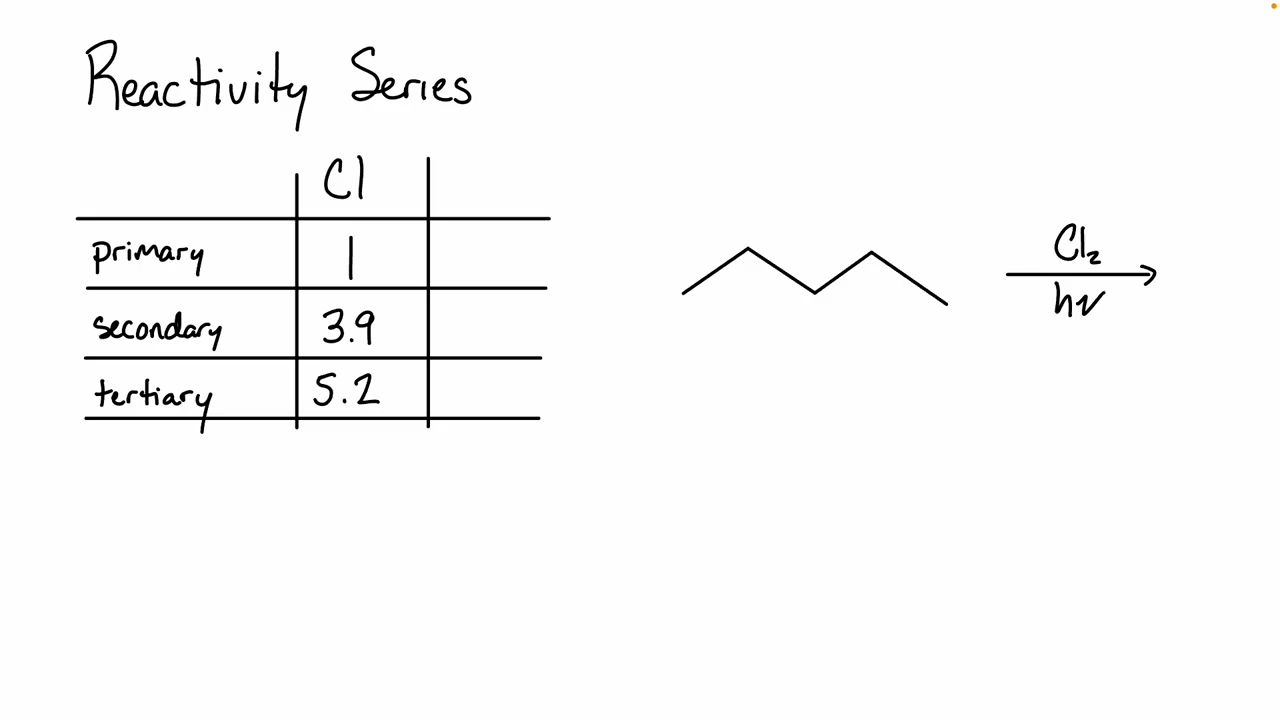 Reactivity Series
Cl
primary 1
secondary 3.9
tertiary 5.2
Cl₂
hν